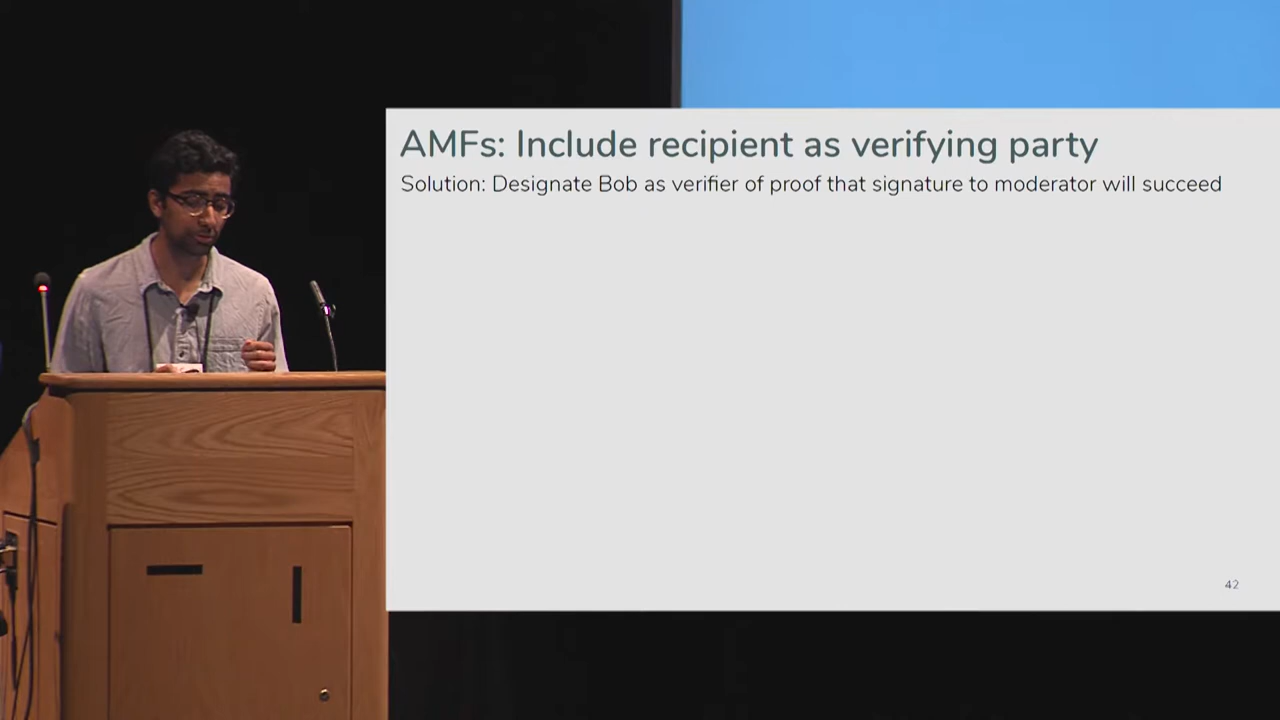 AMFs: Include recipient as verifying party
Solution: Designate Bob as verifier of proof that signature to moderator will succeed
42